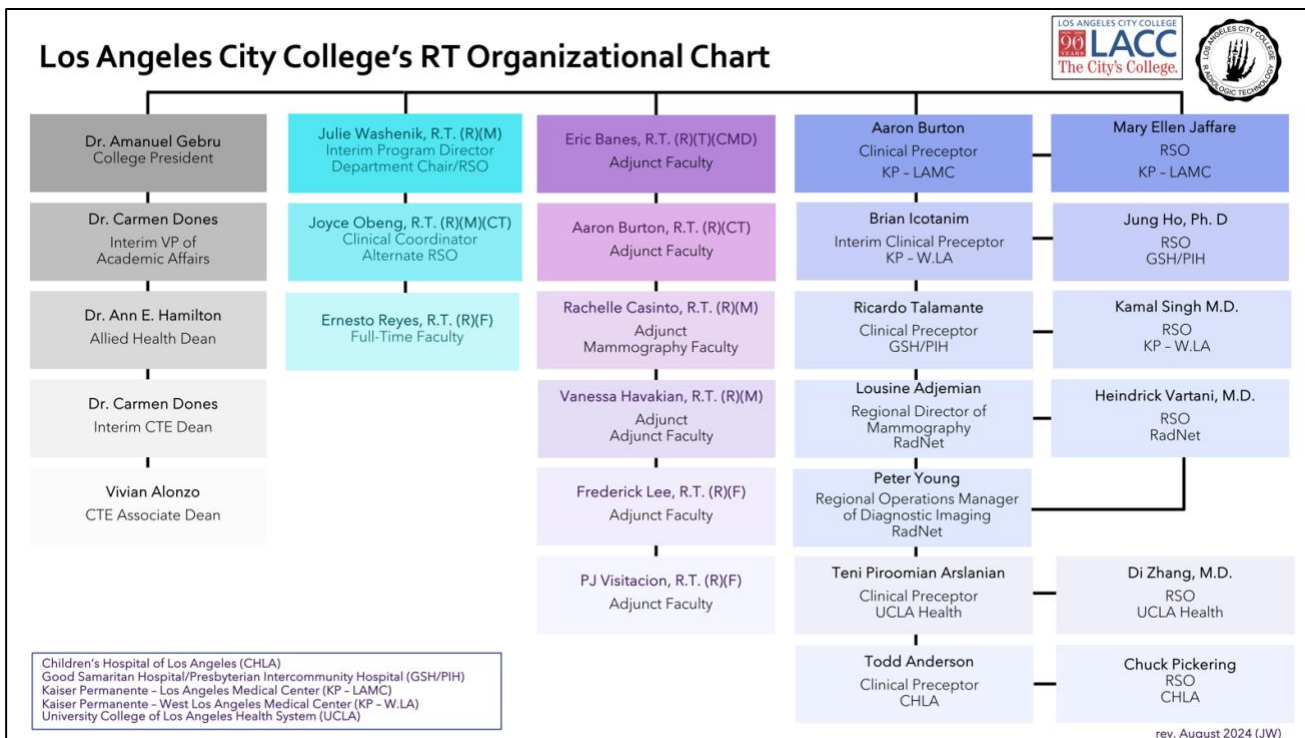 Los Angeles City College's RT Organizational Chart
LOS ANGELES CITY COLLEGE
90
YEARS
LACC
The City's College.
LOS ANGELES CITY COLLEGE
RADIOLOGIC TECHNOLOGY
Dr. Amanuel Gebru
College President
Dr. Carmen Dones
Interim VP of
Academic Affairs
Dr. Ann E. Hamilton
Allied Health Dean
Dr. Carmen Dones
Interim CTE Dean
Vivian Alonzo
CTE Associate Dean
Julie Washenik, R.T. (R)(M)
Interim Program Director
Department Chair/RSO
Joyce Obeng, R.T. (R)(M)(CT)
Clinical Coordinator
Alternate RSO
Ernesto Reyes, R.T. (R)(F)
Full-Time Faculty
Eric Banes, R.T. (R)(T)(CMD)
Adjunct Faculty
Aaron Burton, R.T. (R)(CT)
Adjunct Faculty
Rachelle Casinto, R.T. (R)(M)
Adjunct
Mammography Faculty
Vanessa Havakian, R.T. (R)(M)
Adjunct
Adjunct Faculty
Frederick Lee, R.T. (R)(F)
Adjunct Faculty
PJ Visitacion, R.T. (R)(F)
Adjunct Faculty
Aaron Burton
Clinical Preceptor
KP – LAMC
Brian Icotanim
Interim Clinical Preceptor
KP – W.LA
Ricardo Talamante
Clinical Preceptor
GSH/PIH
Lousine Adjemian
Regional Director of
Mammography
RadNet
Peter Young
Regional Operations Manager
of Diagnostic Imaging
RadNet
Teni Piroomian Arslanian
Clinical Preceptor
UCLA Health
Todd Anderson
Clinical Preceptor
CHLA
Mary Ellen Jaffare
RSO
KP – LAMC
Jung Ho, Ph. D
RSO
GSH/PIH
Kamal Singh M.D.
RSO
KP – W.LA
Heindrick Vartani, M.D.
RSO
RadNet
Di Zhang, M.D.
RSO
UCLA Health
Chuck Pickering
RSO
CHLA
Children's Hospital of Los Angeles (CHLA)
Good Samaritan Hospital/Presbyterian Intercommunity Hospital (GSH/PIH)
Kaiser Permanente – Los Angeles Medical Center (KP – LAMC)
Kaiser Permanente – West Los Angeles Medical Center (KP – W.LA)
University College of Los Angeles Health System (UCLA)
rev. August 2024 (JW)